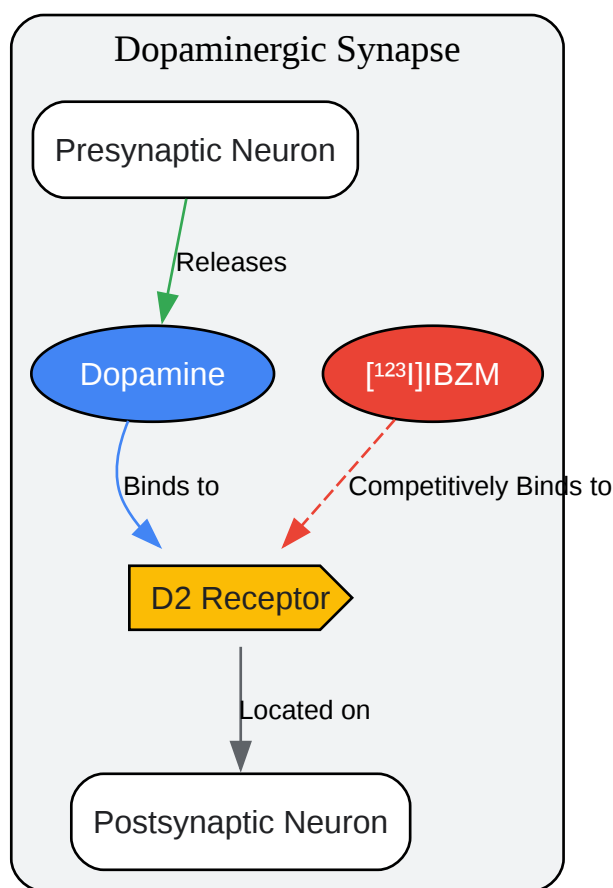 Dopaminergic Synapse
Presynaptic Neuron
Releases
Dopamine
[¹²³I]IBZM
Binds to
Competitively Binds to
D2 Receptor
Located on
Postsynaptic Neuron